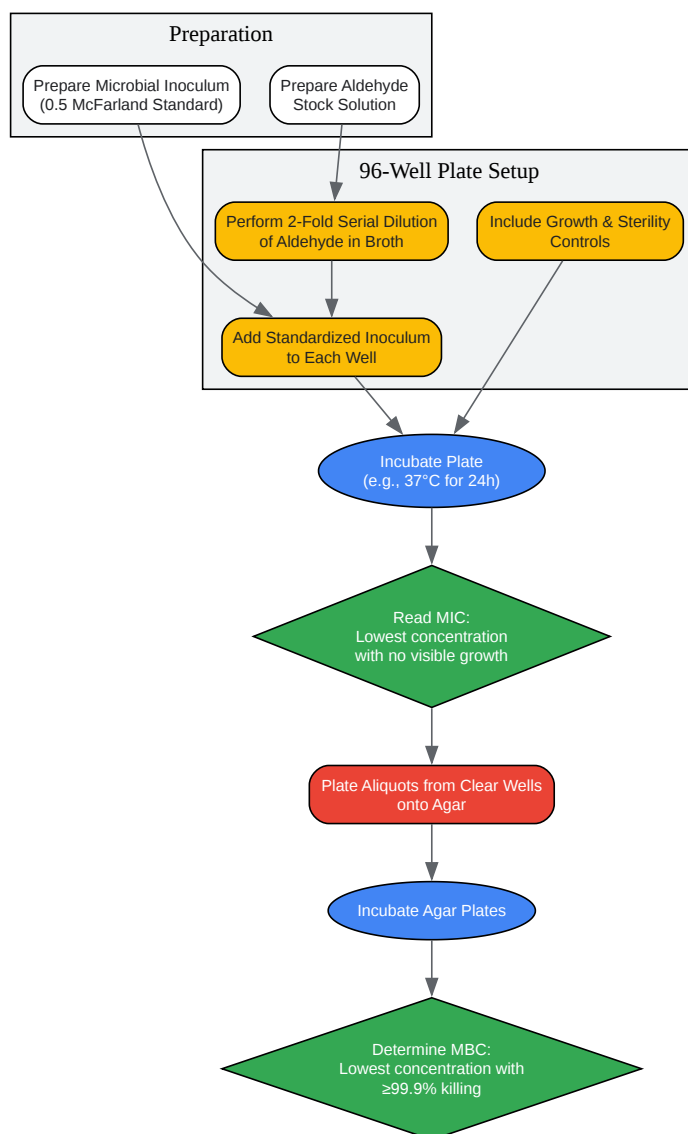 Preparation
Prepare Microbial Inoculum
(0.5 McFarland Standard)
Prepare Aldehyde
Stock Solution
96-Well Plate Setup
Perform 2-Fold Serial Dilution
of Aldehyde in Broth
Include Growth & Sterility
Controls
Add Standardized Inoculum
to Each Well
Incubate Plate
(e.g., 37°C for 24h)
Read MIC:
Lowest concentration
with no visible growth
Plate Aliquots from Clear Wells
onto Agar
Incubate Agar Plates
Determine MBC:
Lowest concentration with
≥99.9% killing